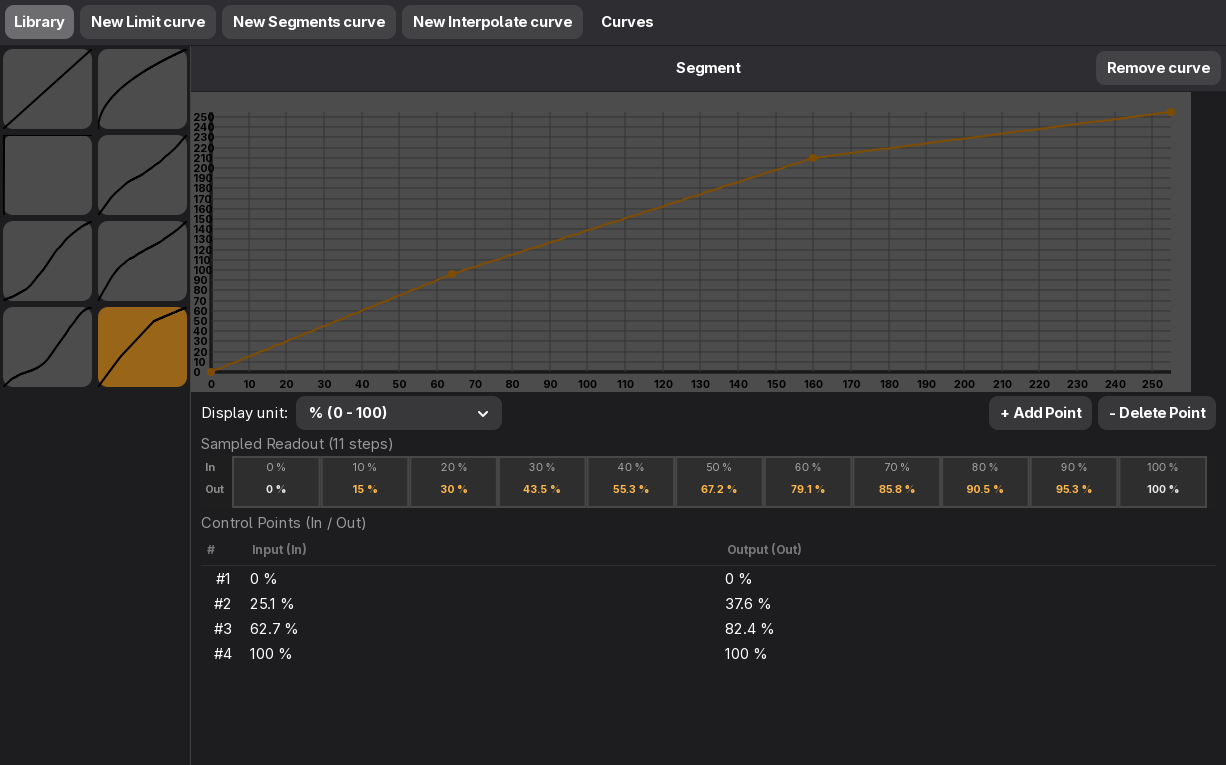 Library New Limit curve New Segments curve New Interpolate curve Curves
Segment Remove curve
250
240
230
220
210
200
190
180
170
160
150
140
130
120
110
100
90
80
70
60
50
40
30
20
10
0
0 10 20 30 40 50 60 70 80 90 100 110 120 130 140 150 160 170 180 190 200 210 220 230 240 250
Display unit: % (0 - 100) + Add Point - Delete Point
Sampled Readout (11 steps)
In 0 % 10 % 20 % 30 % 40 % 50 % 60 % 70 % 80 % 90 % 100 %
Out 0 % 15 % 30 % 43.5 % 55.3 % 67.2 % 79.1 % 85.8 % 90.5 % 95.3 % 100 %
Control Points (In / Out)
# Input (In) Output (Out)
#1 0 % 0 %
#2 25.1 % 37.6 %
#3 62.7 % 82.4 %
#4 100 % 100 %